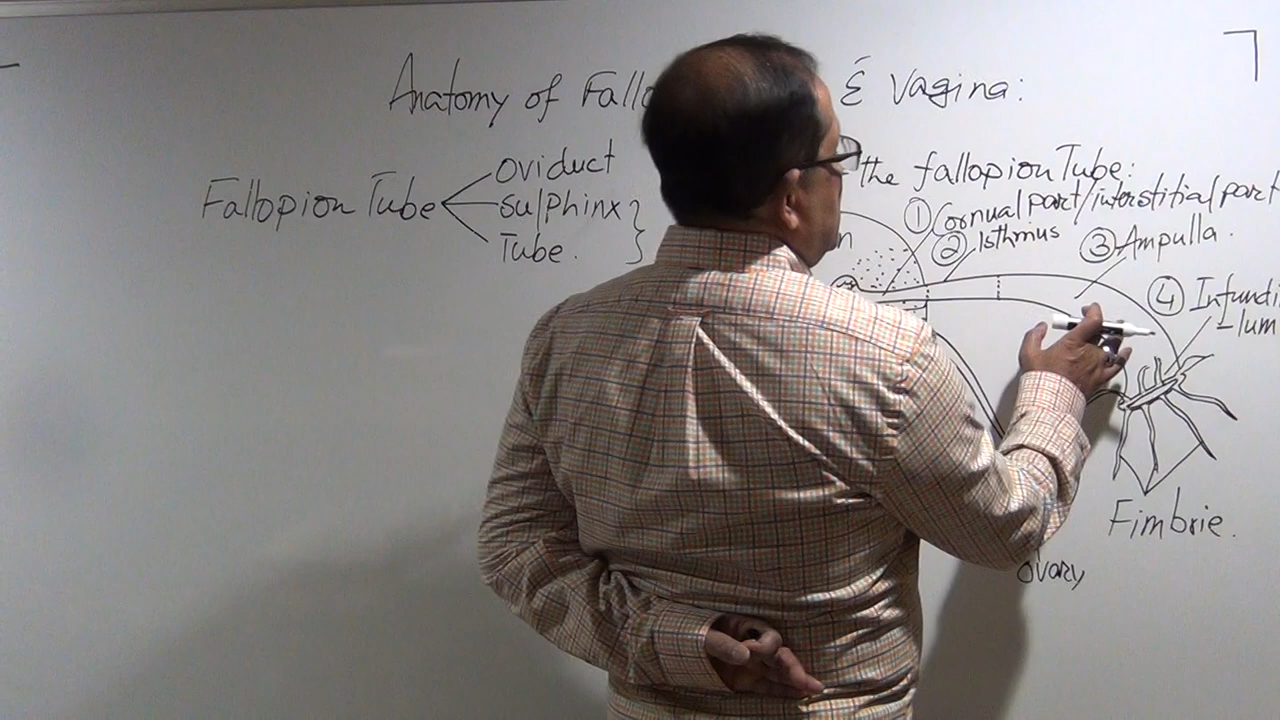 Anatomy of Fallo & Vagina:
Fallopion Tube
oviduct
sulphinx
Tube.
the fallopion Tube:
① Cornual part/interstitial part
② Isthmus
③ Ampulla.
④ Infundi
-lum
Fimbrie.
ovary